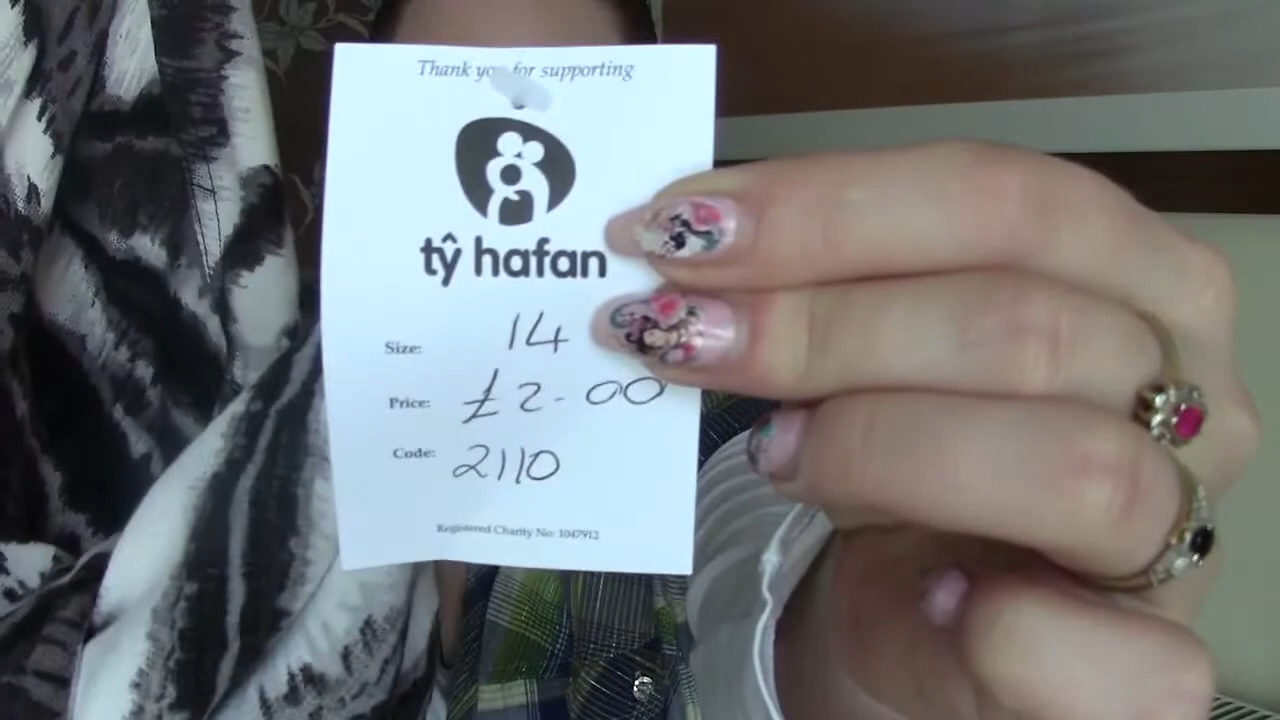 Thank you for supporting
tŷ hafan
Size: 14
Price: £2-00
Code: 2110
Registered Charity No: 1047912